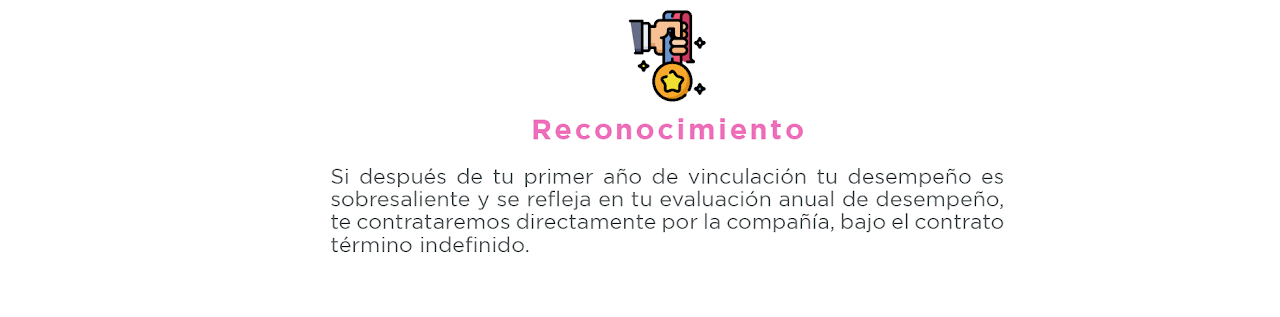 Reconocimiento
Si después de tu primer año de vinculación tu desempeño es
sobresaliente y se refleja en tu evaluación anual de desempeño,
te contrataremos directamente por la compañía, bajo el contrato
término indefinido.